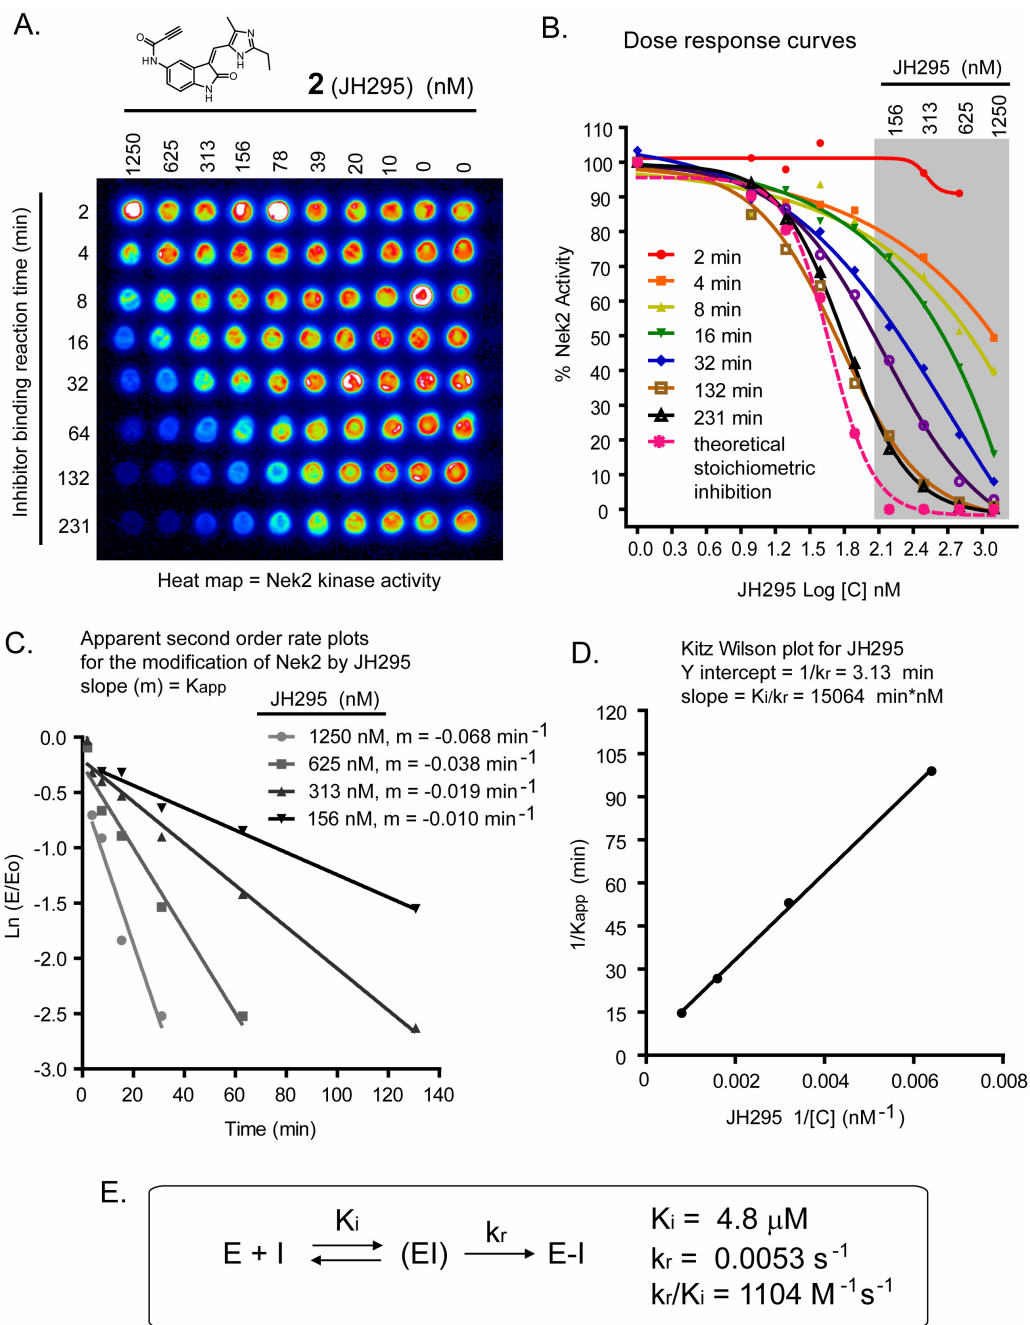 A.
O
HN
N
H
O
N
N
H
2 (JH295) (nM)
1250 625 313 156 78 39 20 10 0 0
Inhibitor binding reaction time (min)
2
4
8
16
32
64
132
231
Heat map = Nek2 kinase activity
B.
Dose response curves
JH295 (nM)
156 313 625 1250
% Nek2 Activity
110
100
90
80
70
60
50
40
30
20
10
0
2 min
4 min
8 min
16 min
32 min
132 min
231 min
theoretical
stoichiometric
inhibition
0.0 0.3 0.6 0.9 1.2 1.5 1.8 2.1 2.4 2.7 3.0
JH295 Log [C] nM
C.
Apparent second order rate plots
for the modification of Nek2 by JH295
slope (m) = Kapp
JH295 (nM)
1250 nM, m = -0.068 min⁻¹
625 nM, m = -0.038 min⁻¹
313 nM, m = -0.019 min⁻¹
156 nM, m = -0.010 min⁻¹
Ln (E/Eo)
0.0
-0.5
-1.0
-1.5
-2.0
-2.5
-3.0
0 20 40 60 80 100 120 140
Time (min)
D.
Kitz Wilson plot for JH295
Y intercept = 1/kr = 3.13 min
slope = Ki/kr = 15064 min*nM
1/Kapp (min)
120
105
90
75
60
45
30
15
0
0 0.002 0.004 0.006 0.008
JH295 1/[C] (nM⁻¹)
E.
E + I Ki (EI) kr E-I
Ki = 4.8 μM
kr = 0.0053 s⁻¹
kr/Ki = 1104 M⁻¹s⁻¹